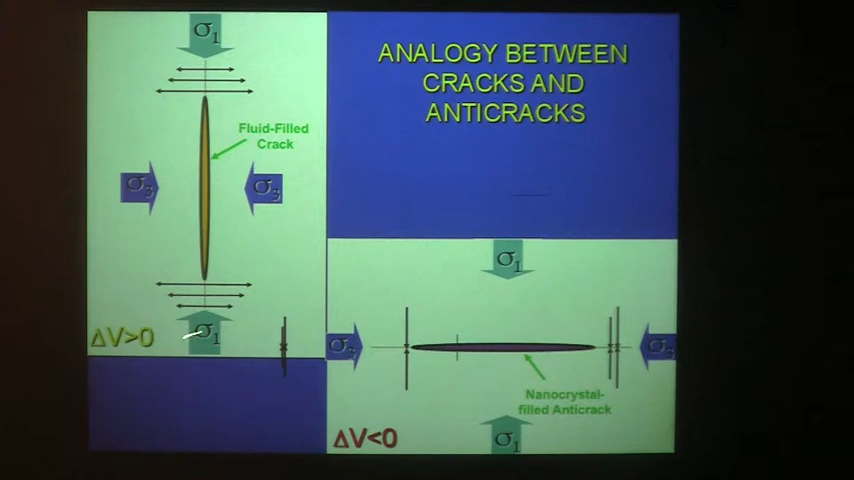 σ1
ANALOGY BETWEEN
CRACKS AND
ANTICRACKS
Fluid-Filled
Crack
σ3
σ3
σ1
ΔV>0
σ1
σ3
σ3
Nanocrystal-
filled Anticrack
ΔV<0
σ1